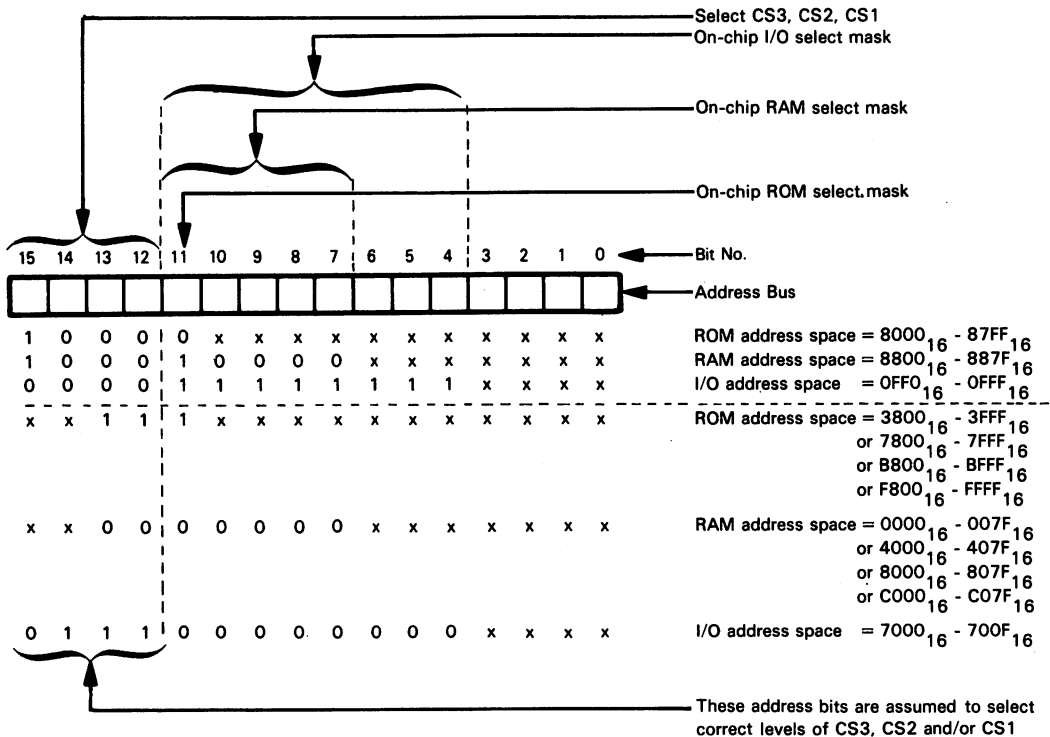 Select CS3, CS2, CS1
On-chip I/O select mask
On-chip RAM select mask
On-chip ROM select.mask
15 14 13 12 11 10 9 8 7 6 5 4 3 2 1 0 Bit No.
Address Bus
1 0 0 0 0 x x x x x x x x x x x ROM address space = 8000₁₆ - 87FF₁₆
1 0 0 0 1 0 0 0 0 x x x x x x x RAM address space = 8800₁₆ - 887F₁₆
0 0 0 0 1 1 1 1 1 1 1 1 x x x x I/O address space = 0FF0₁₆ - 0FFF₁₆
x x 1 1 1 x x x x x x x x x x x ROM address space = 3800₁₆ - 3FFF₁₆
or 7800₁₆ - 7FFF₁₆
or B800₁₆ - BFFF₁₆
or F800₁₆ - FFFF₁₆
x x 0 0 0 0 0 0 0 x x x x x x x RAM address space = 0000₁₆ - 007F₁₆
or 4000₁₆ - 407F₁₆
or 8000₁₆ - 807F₁₆
or C000₁₆ - C07F₁₆
0 1 1 1 0 0 0 0 0 0 0 0 x x x x I/O address space = 7000₁₆ - 700F₁₆
These address bits are assumed to select
correct levels of CS3, CS2 and/or CS1